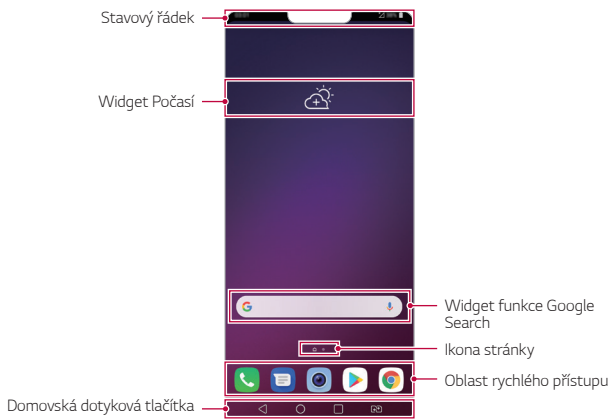 Stavový řádek
Widget Počasí
Widget funkce Google
Search
Ikona stránky
Oblast rychlého přístupu
Domovská dotyková tlačítka